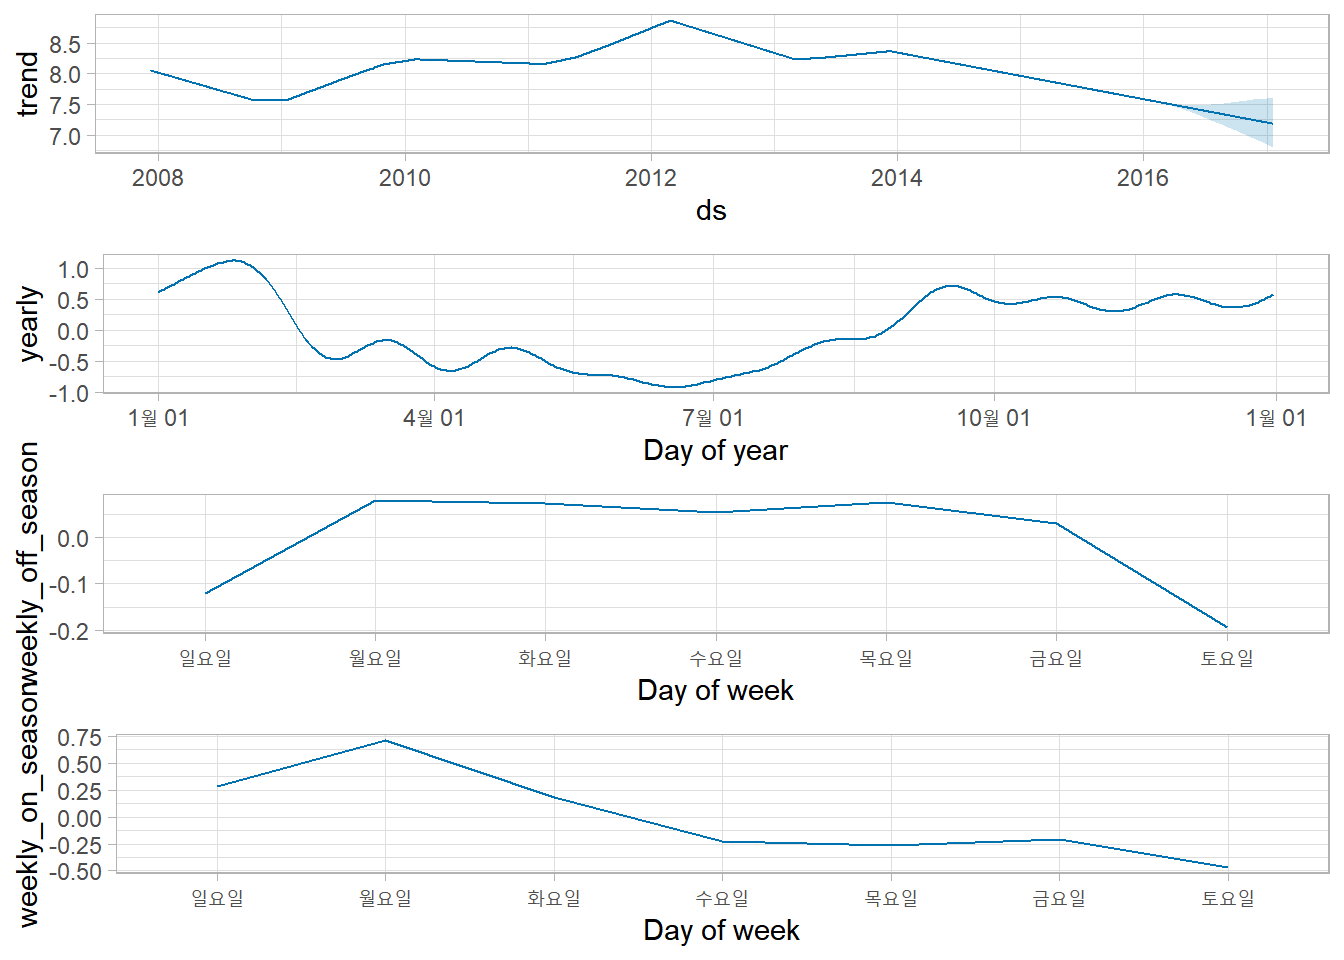 trend
8.5
8.0
7.5
7.0
2008 2010 2012 2014 2016
ds
yearly
1.0
0.5
0.0
-0.5
-1.0
1월 01 4월 01 7월 01 10월 01 1월 01
Day of year
weekly_off_season
0.0
-0.1
-0.2
일요일 월요일 화요일 수요일 목요일 금요일 토요일
Day of week
weekly_on_season
0.75
0.50
0.25
0.00
-0.25
-0.50
일요일 월요일 화요일 수요일 목요일 금요일 토요일
Day of week